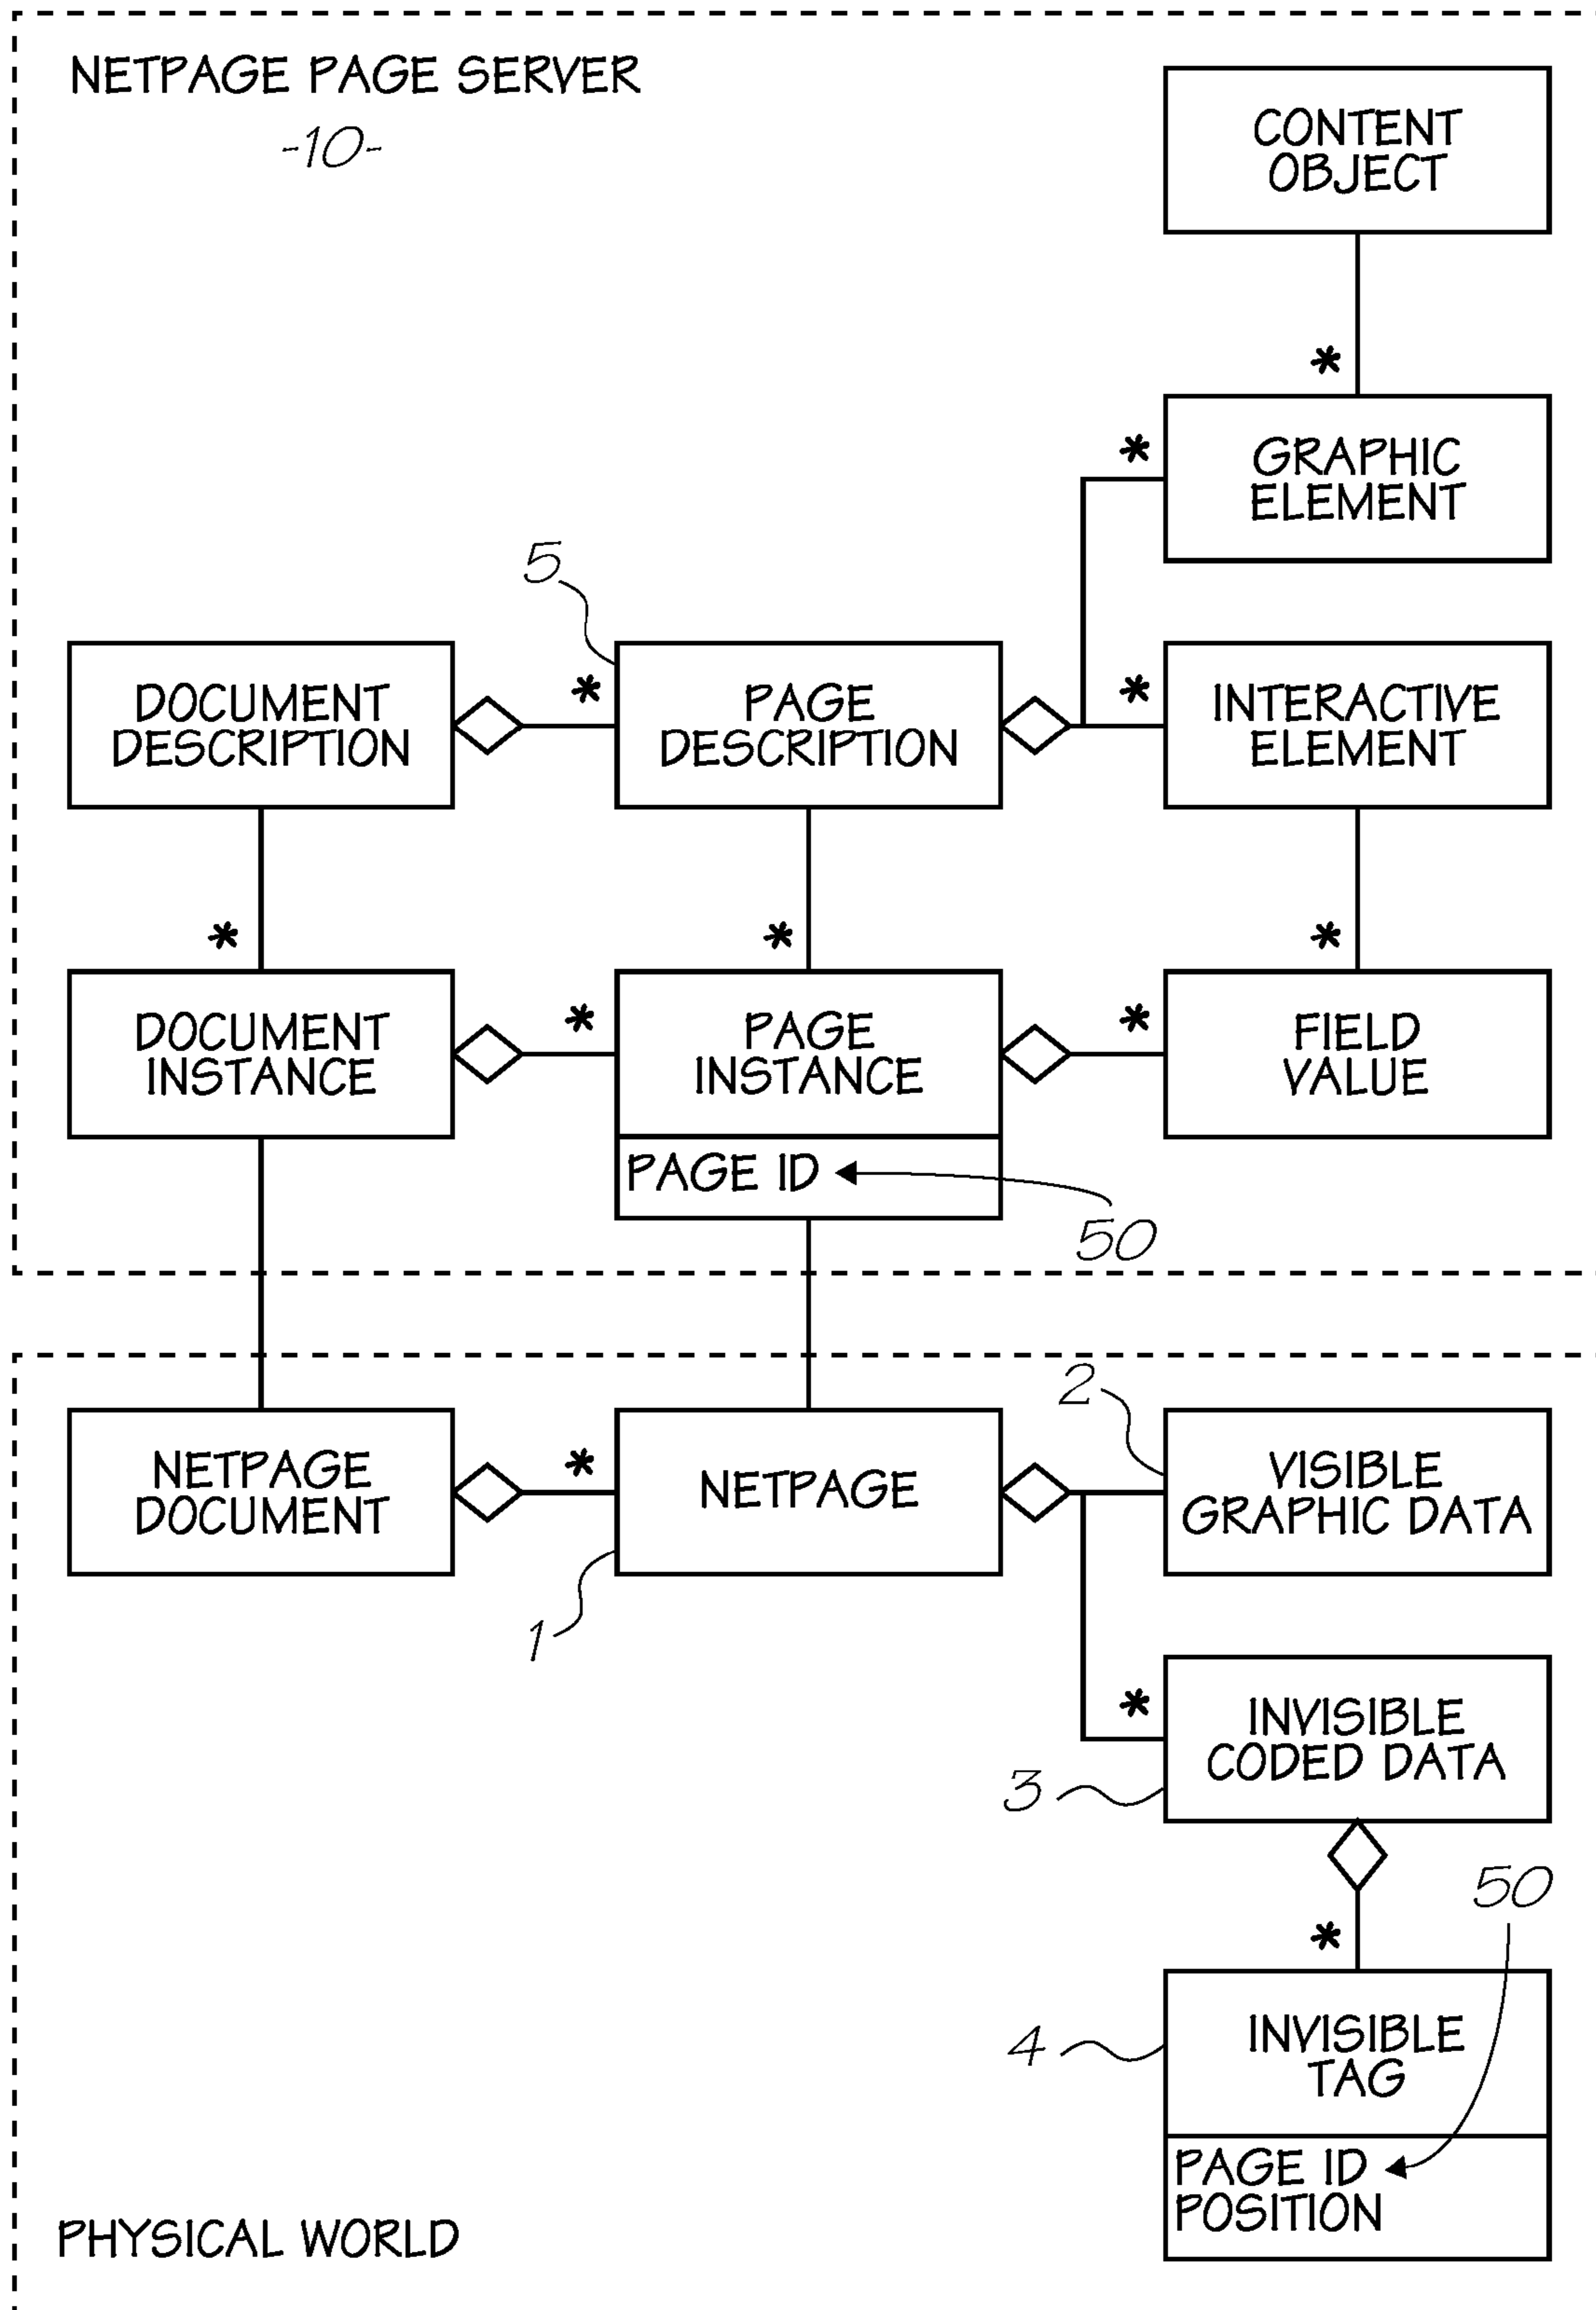 NETPAGE PAGE SERVER
-10-
CONTENT
OBJECT
*
*
GRAPHIC
ELEMENT
5
DOCUMENT
DESCRIPTION
*
PAGE
DESCRIPTION
*
INTERACTIVE
ELEMENT
*
*
*
DOCUMENT
INSTANCE
*
PAGE
INSTANCE
*
FIELD
VALUE
PAGE ID
50
2
NETPAGE
DOCUMENT
*
NETPAGE
VISIBLE
GRAPHIC DATA
1
*
INVISIBLE
CODED DATA
3
50
*
4
INVISIBLE
TAG
PAGE ID
POSITION
PHYSICAL WORLD